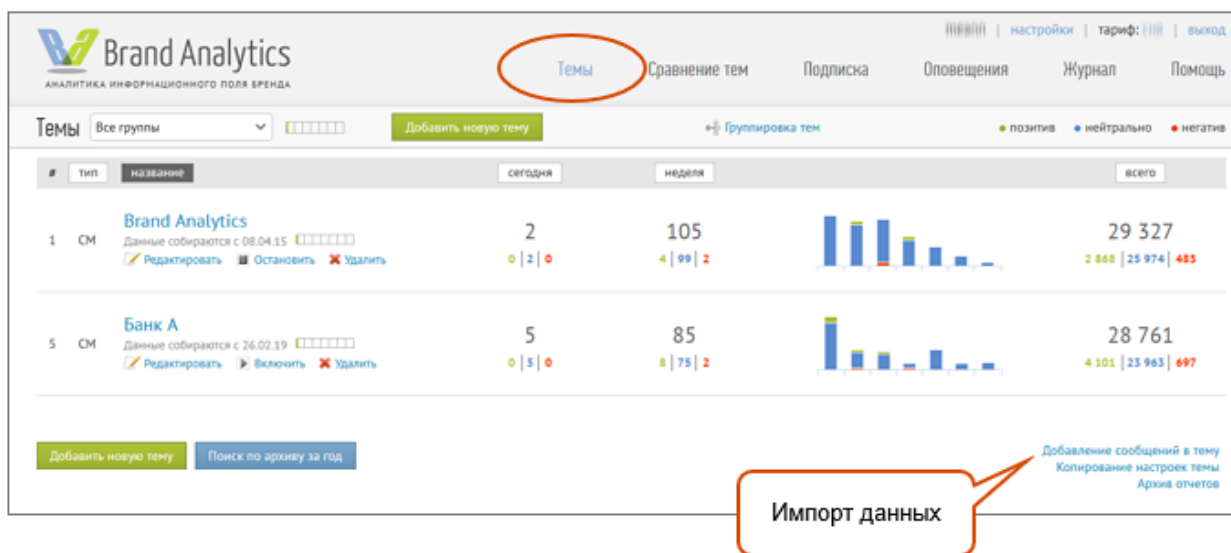 настройки | тариф: | выход
Brand Analytics
АНАЛИТИКА ИНФОРМАЦИОННОГО ПОЛЯ БРЕНДА
Темы Сравнение тем Подписка Оповещения Журнал Помощь
Темы Все группы Добавить новую тему Группировка тем позитив нейтрально негатив
# тип название сегодня неделя всего
Brand Analytics
1 СМ 2 105 29 327
Данные собираются с 08.04.15
Редактировать Остановить Удалить 0 | 2 | 0 4 | 99 | 2 2 868 | 25 974 | 485
Банк А
5 СМ 5 85 28 761
Данные собираются с 26.02.19
Редактировать Включить Удалить 0 | 5 | 0 8 | 75 | 2 4 101 | 23 963 | 697
Добавить новую тему Поиск по архиву за год
Добавление сообщений в тему
Копирование настроек темы
Архив отчетов
Импорт данных